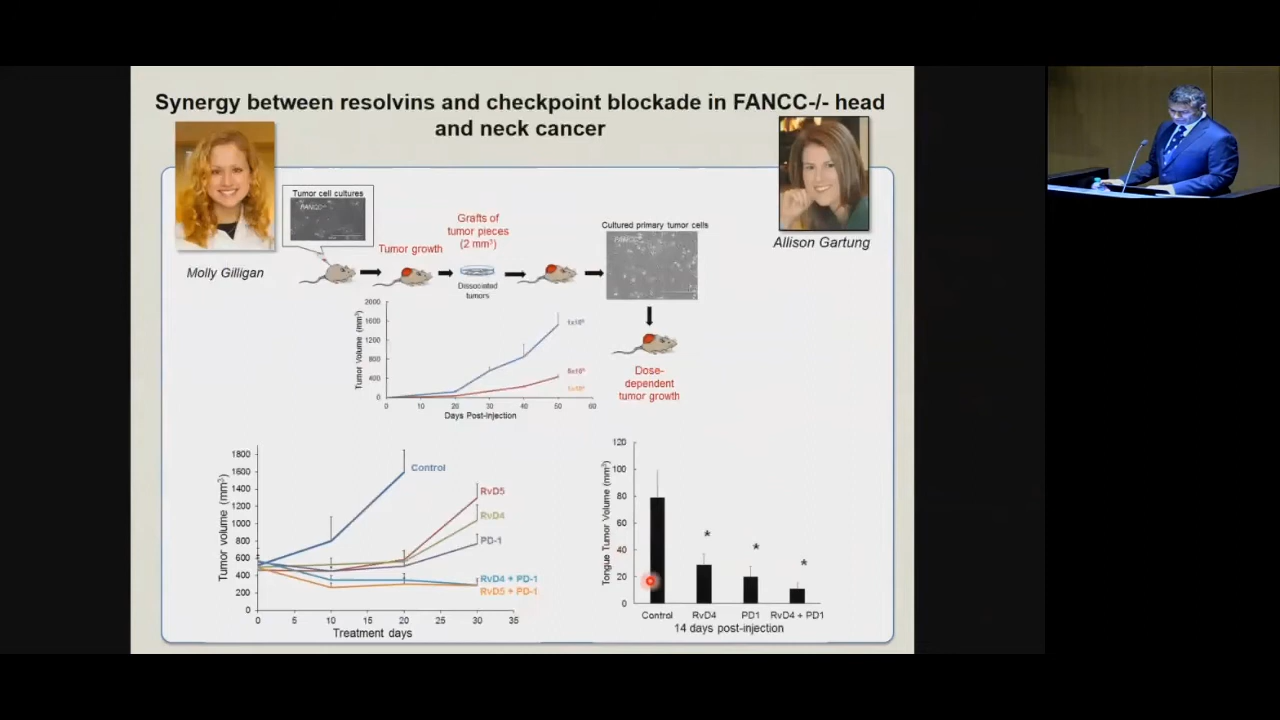 Synergy between resolvins and checkpoint blockade in FANCC-/- head
and neck cancer
Molly Gilligan
Allison Gartung
Tumor cell cultures
FANCC-/-
Tumor growth
Grafts of
tumor pieces
(2 mm³)
Dissociated
tumors
Cultured primary tumor cells
Dose-
dependent
tumor growth
Tumor Volume (mm³)
2000
1600
1200
800
400
0
0 10 20 30 40 50 60
Days Post-injection
Tumor volume (mm³)
1800
1600
1400
1200
1000
800
600
400
200
0
0 5 10 15 20 25 30 35
Treatment days
Control
RvD5
RvD4
PD-1
RvD4 + PD-1
RvD5 + PD-1
Tongue Tumor Volume (mm³)
120
100
80
60
40
20
0
* * *
Control RvD4 PD1 RvD4 + PD1
14 days post-injection